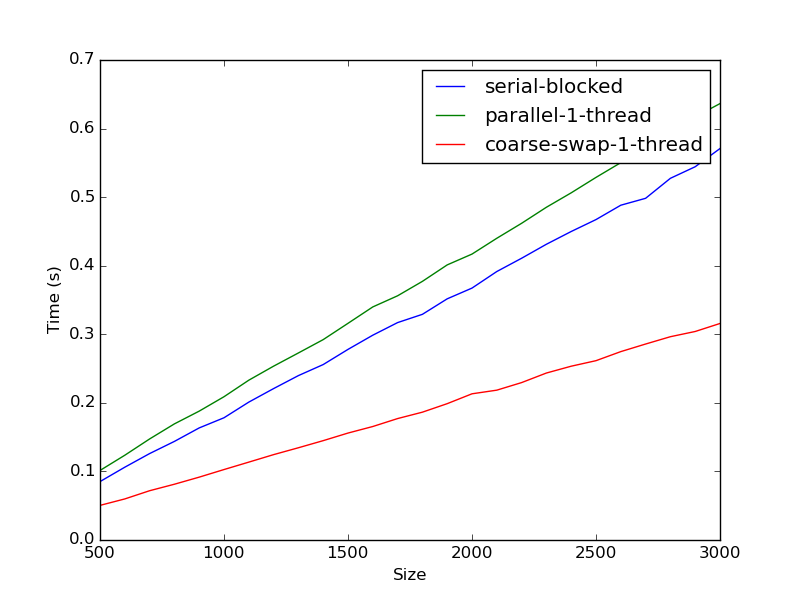 0.7
0.6
0.5
0.4
0.3
0.2
0.1
0.0
Time (s)
serial-blocked
parallel-1-thread
coarse-swap-1-thread
500 1000 1500 2000 2500 3000
Size